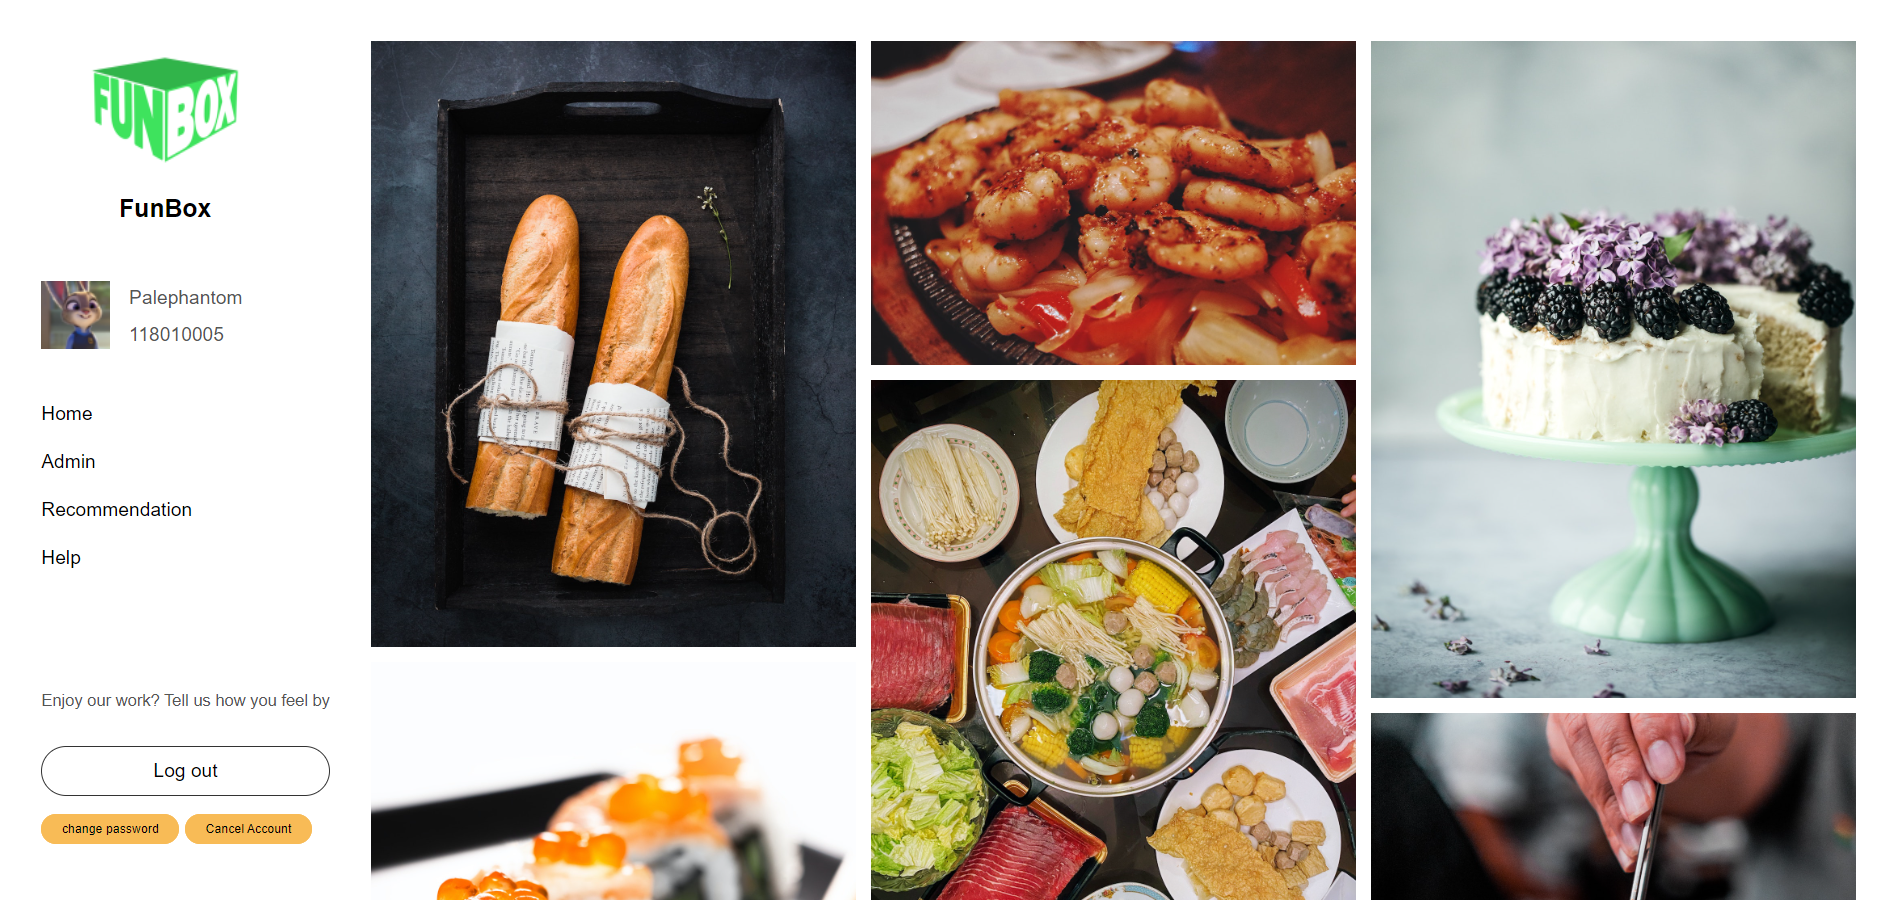 FUNBOX
FunBox
Palephantom
118010005
Home
Admin
Recommendation
Help
Enjoy our work? Tell us how you feel by
Log out
change password
Cancel Account